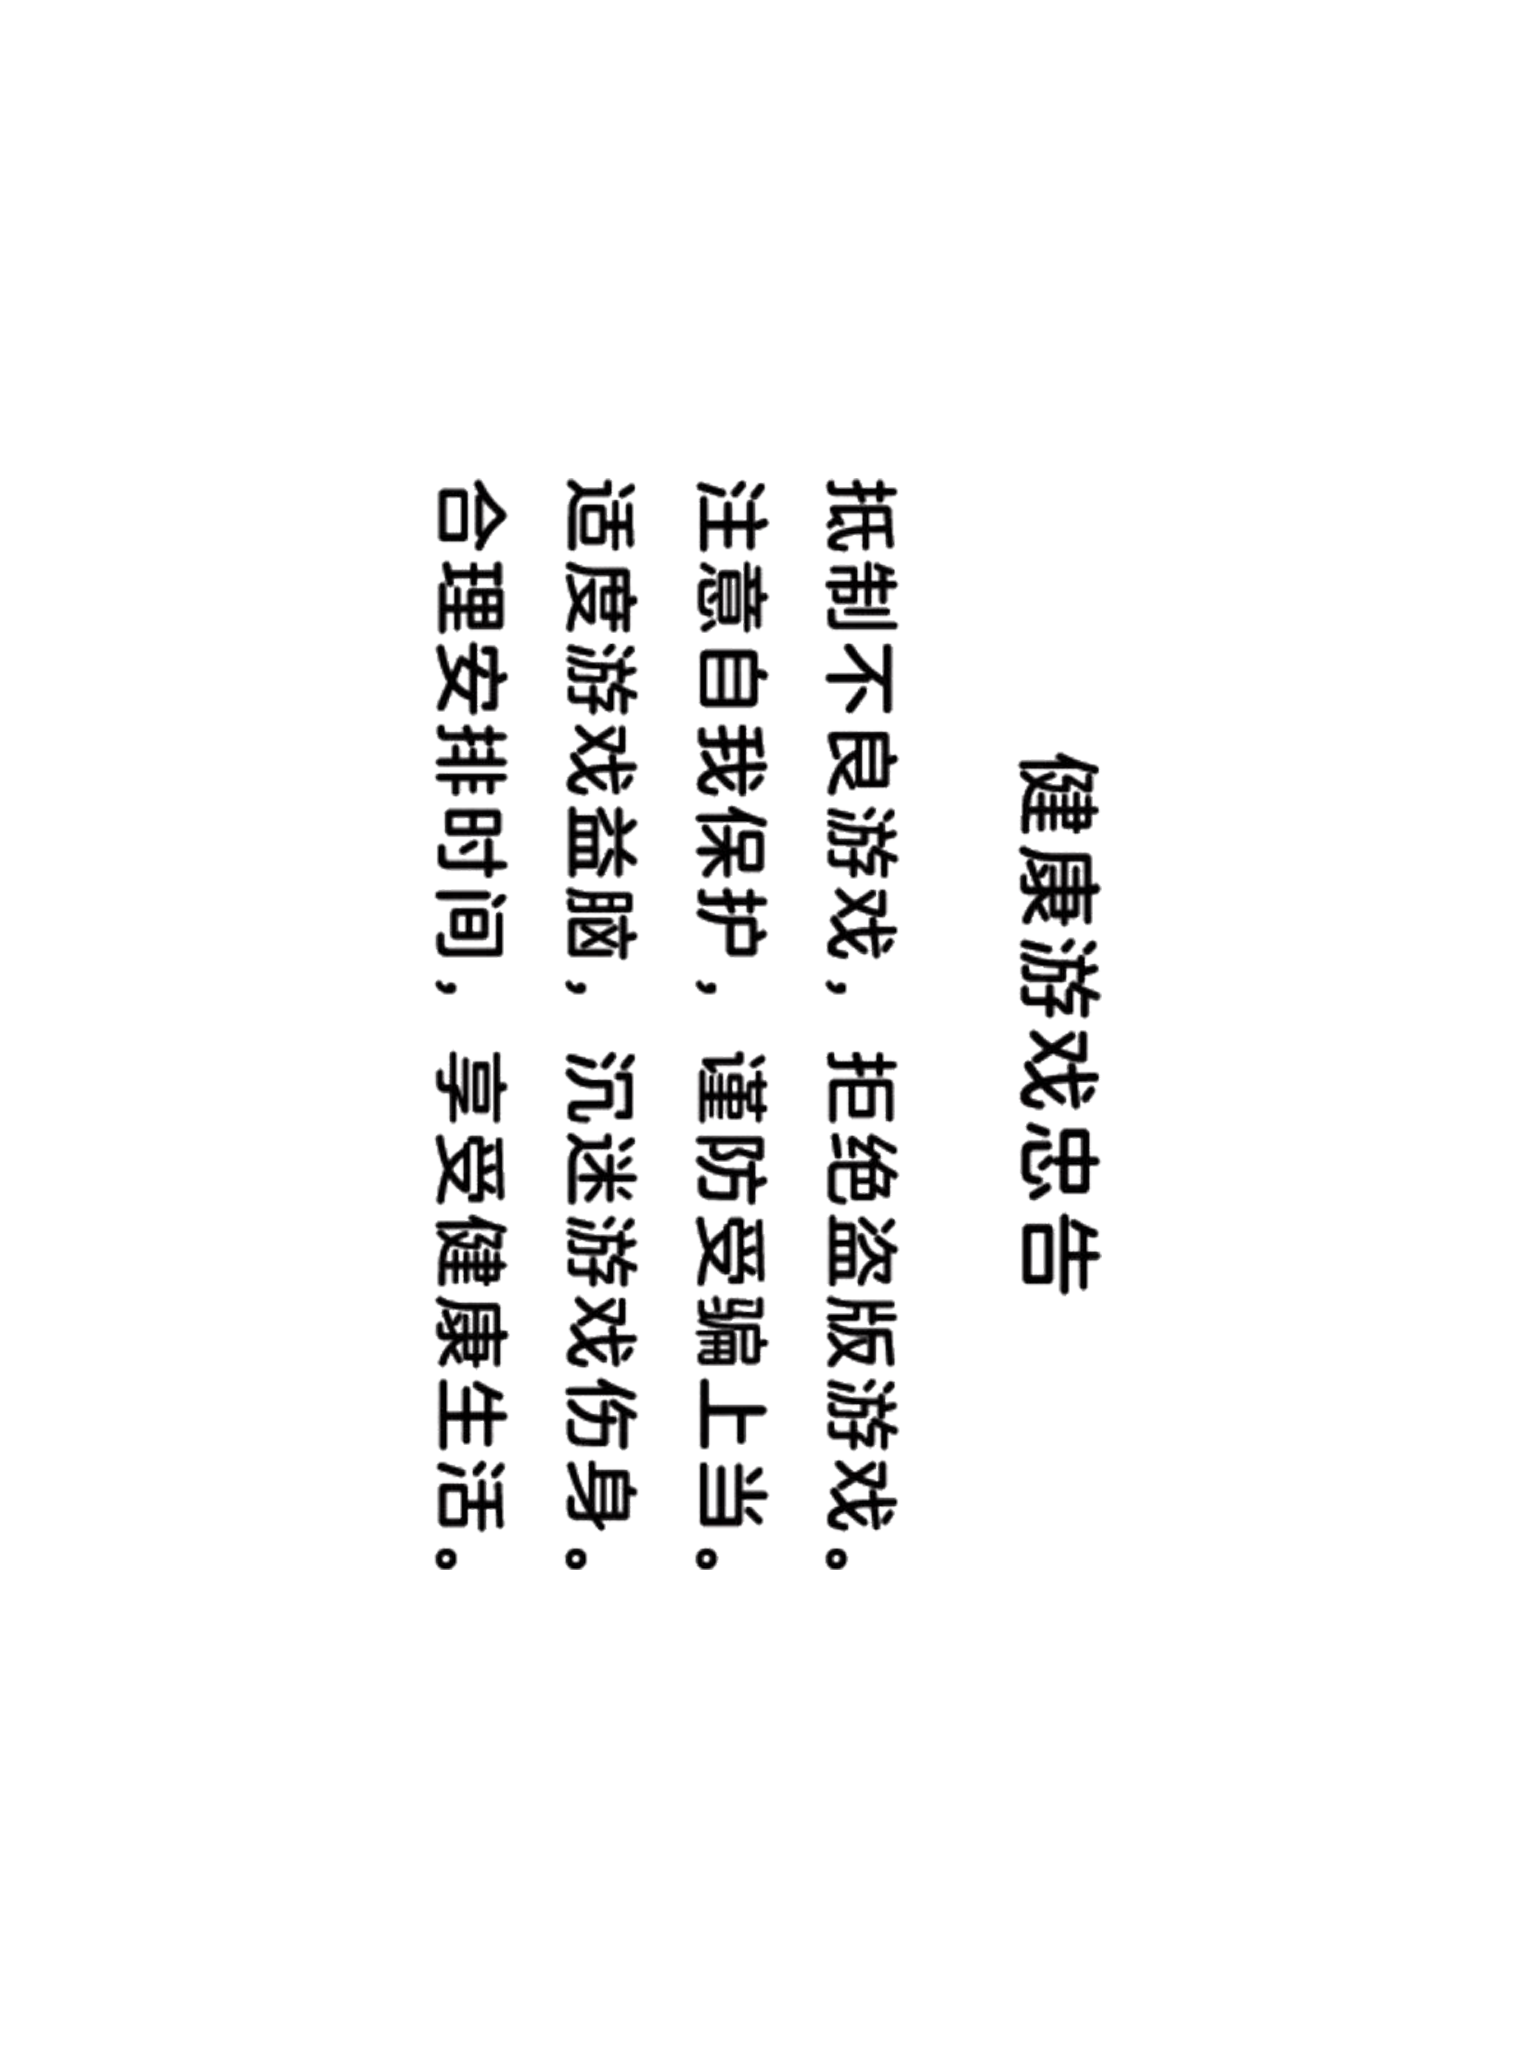 健康游戏忠告
抵制不良游戏，拒绝盗版游戏。
注意自我保护，谨防受骗上当。
适度游戏益脑，沉迷游戏伤身。
合理安排时间，享受健康生活。